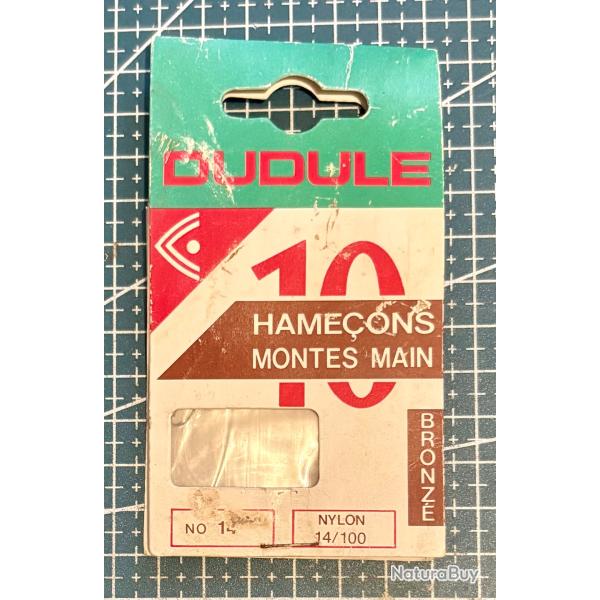 DUDULE
10
HAMEÇONS
MONTES MAIN
BRONZÉ
NO 14
NYLON
14/100
NaturaBuy